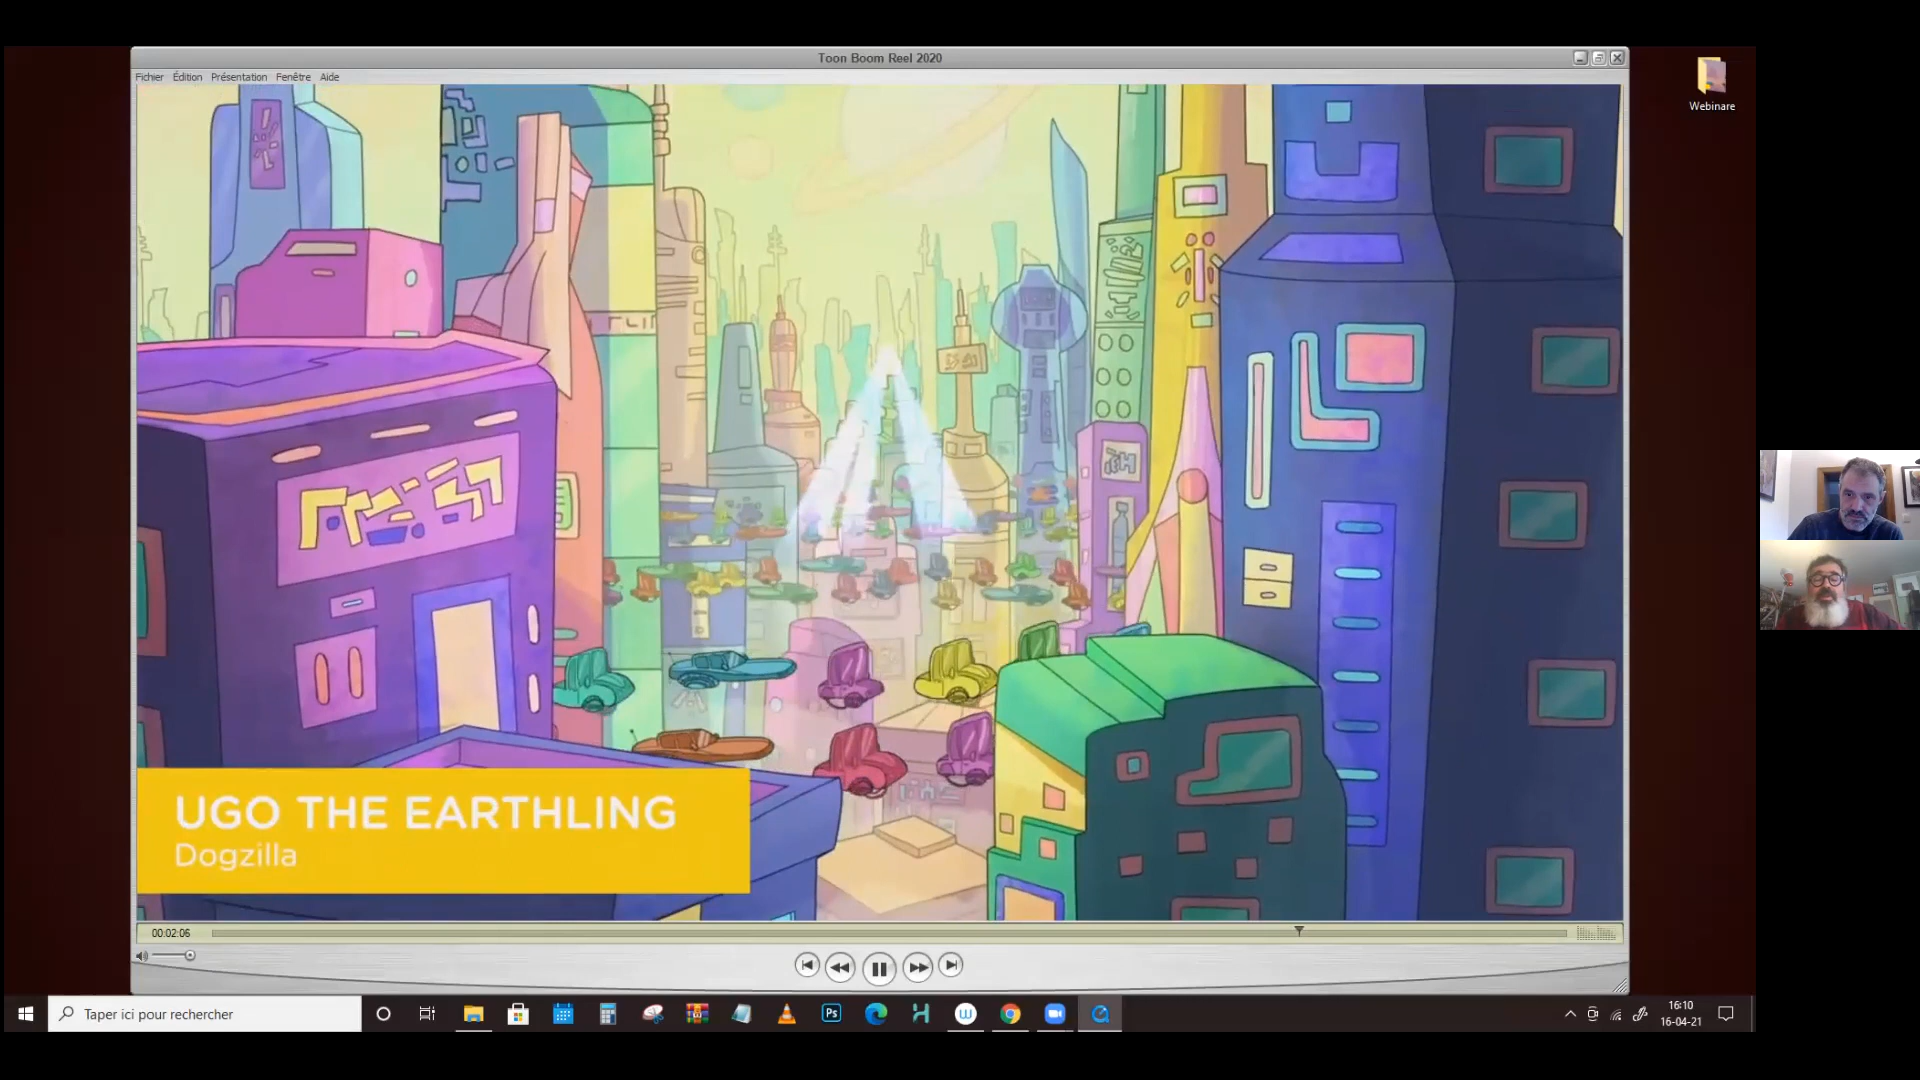 Toon Boom Reel 2020
Fichier Édition Présentation Fenêtre Aide
Webinare
UGO THE EARTHLING
Dogzilla
00:02:06
Taper ici pour rechercher
Ps
W
16:10
16-04-21